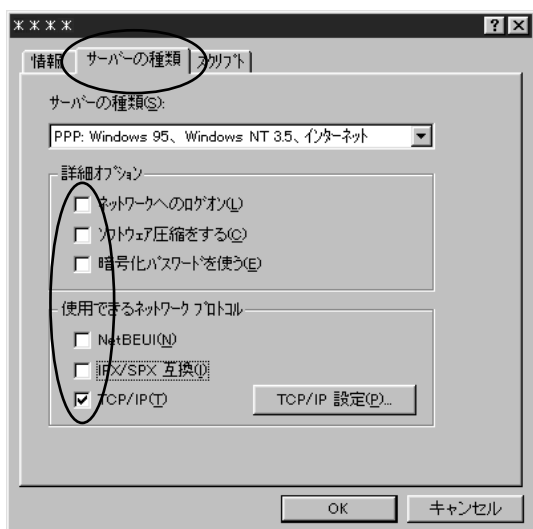 ＊＊＊＊
情報 サーバーの種類 スクリプト
サーバーの種類(S):
PPP: Windows 95、Windows NT 3.5、インターネット
詳細オプション
ネットワークへのログオン(L)
ソフトウェア圧縮をする(C)
暗号化パスワードを使う(E)
使用できるネットワーク プロトコル
NetBEUI(N)
IPX/SPX 互換(I)
TCP/IP(T) TCP/IP 設定(P)...
OK キャンセル